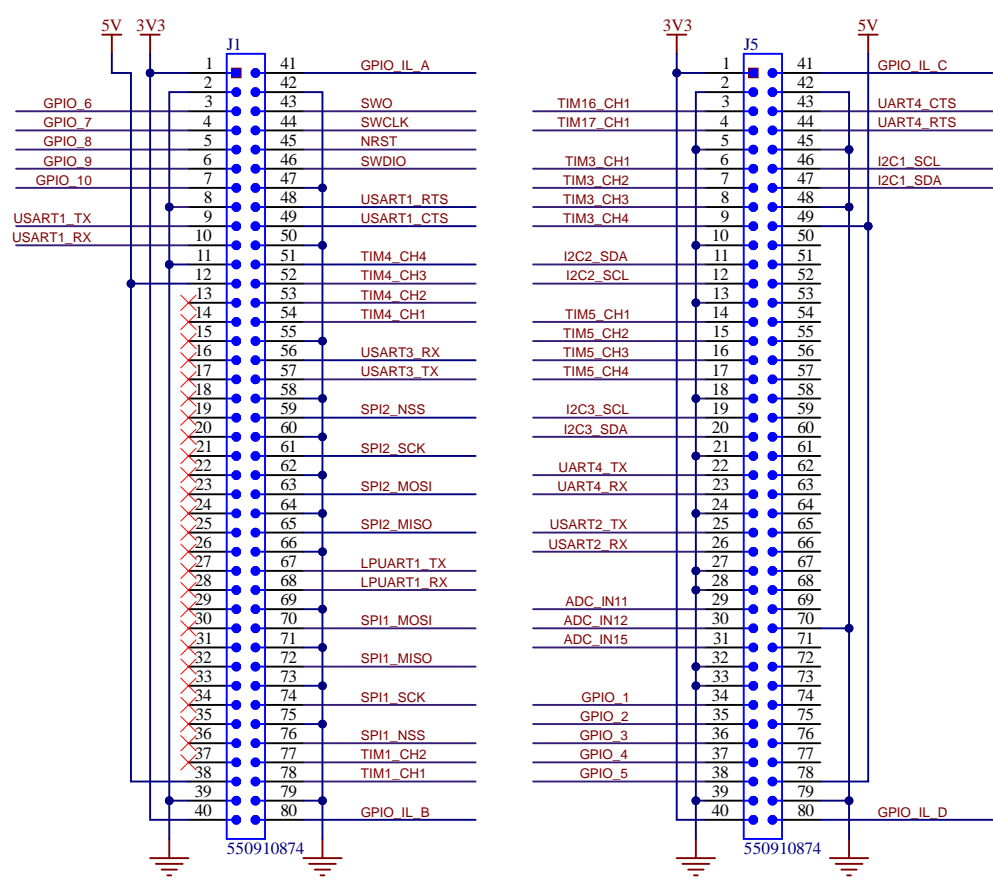 5V 3V3
J1
1 41 GPIO_IL_A
2 42
GPIO_6 3 43 SWO
GPIO_7 4 44 SWCLK
GPIO_8 5 45 NRST
GPIO_9 6 46 SWDIO
GPIO_10 7 47
8 48 USART1_RTS
USART1_TX 9 49 USART1_CTS
USART1_RX 10 50
11 51 TIM4_CH4
12 52 TIM4_CH3
13 53 TIM4_CH2
14 54 TIM4_CH1
15 55
16 56 USART3_RX
17 57 USART3_TX
18 58
19 59 SPI2_NSS
20 60
21 61 SPI2_SCK
22 62
23 63 SPI2_MOSI
24 64
25 65 SPI2_MISO
26 66
27 67 LPUART1_TX
28 68 LPUART1_RX
29 69
30 70 SPI1_MOSI
31 71
32 72 SPI1_MISO
33 73
34 74 SPI1_SCK
35 75
36 76 SPI1_NSS
37 77 TIM1_CH2
38 78 TIM1_CH1
39 79
40 80 GPIO_IL_B
550910874
3V3 5V
J5
1 41 GPIO_IL_C
2 42
TIM16_CH1 3 43 UART4_CTS
TIM17_CH1 4 44 UART4_RTS
5 45
TIM3_CH1 6 46 I2C1_SCL
TIM3_CH2 7 47 I2C1_SDA
TIM3_CH3 8 48
TIM3_CH4 9 49
10 50
I2C2_SDA 11 51
I2C2_SCL 12 52
13 53
TIM5_CH1 14 54
TIM5_CH2 15 55
TIM5_CH3 16 56
TIM5_CH4 17 57
18 58
I2C3_SCL 19 59
I2C3_SDA 20 60
21 61
UART4_TX 22 62
UART4_RX 23 63
24 64
USART2_TX 25 65
USART2_RX 26 66
27 67
28 68
ADC_IN11 29 69
ADC_IN12 30 70
ADC_IN15 31 71
32 72
33 73
GPIO_1 34 74
GPIO_2 35 75
GPIO_3 36 76
GPIO_4 37 77
GPIO_5 38 78
39 79
40 80 GPIO_IL_D
550910874